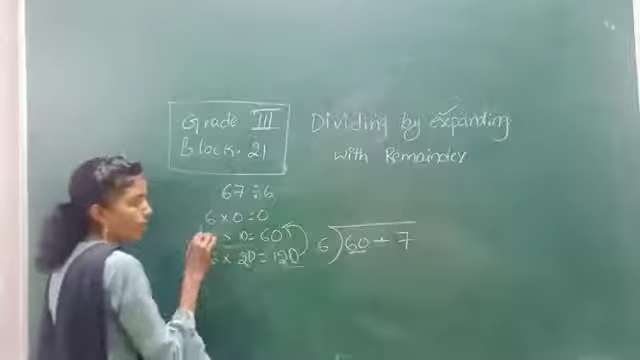 Grade III
Block. 21
Dividing by expanding
with Remainder
67 ÷ 6
6 × 0 = 0
× 10 = 60
6 × 20 = 120
6 60 + 7